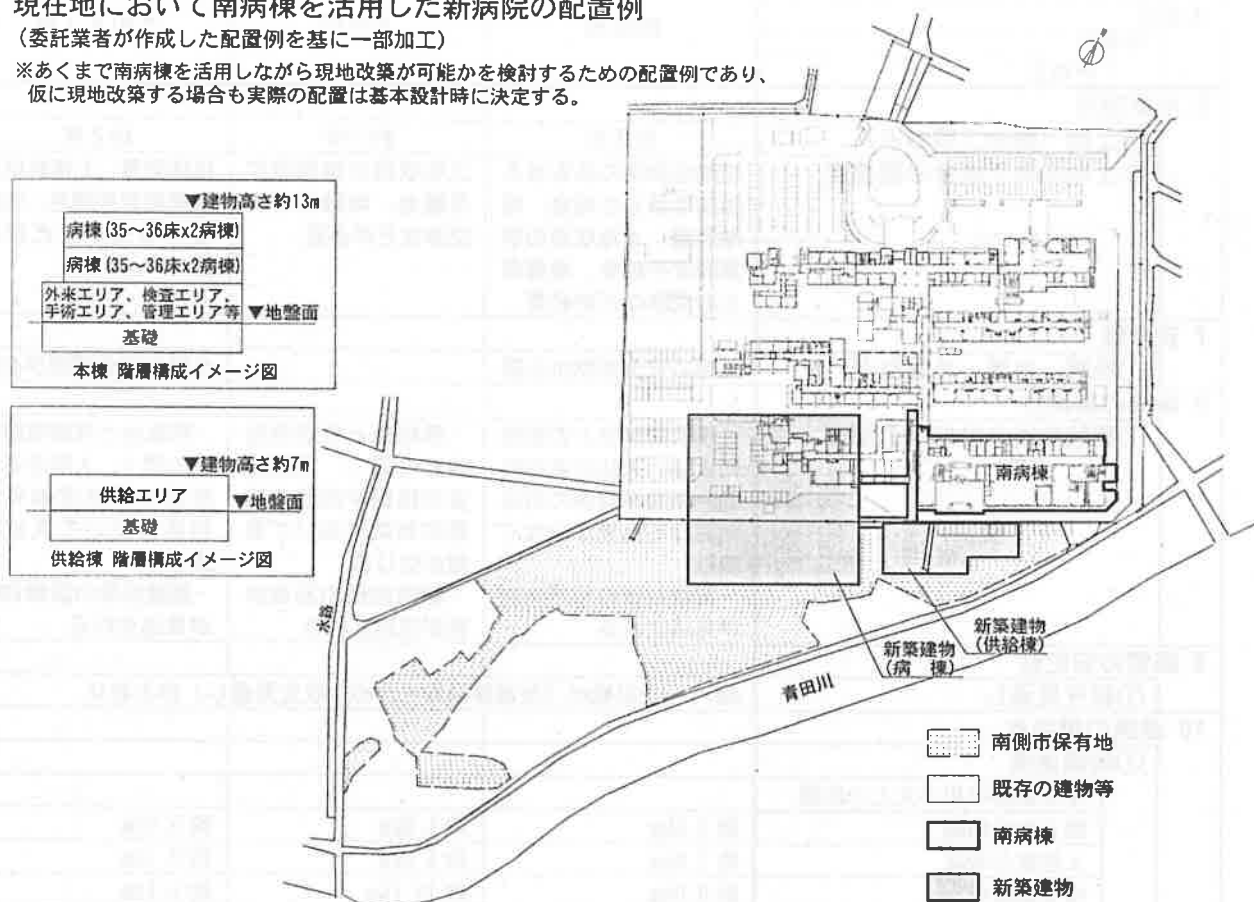 現在地において南病棟を活用した新病院の配置例
（委託業者が作成した配置例を基に一部加工）
※あくまで南病棟を活用しながら現地改築が可能かを検討するための配置例であり、
仮に現地改築する場合も実際の配置は基本設計時に決定する。
▼建物高さ約13m
病棟(35～36床x2病棟)
病棟(35～36床x2病棟)
外来エリア、検査エリア、
手術エリア、管理エリア等
▼地盤面
基礎
本棟 階層構成イメージ図
▼建物高さ約7m
供給エリア
▼地盤面
基礎
供給棟 階層構成イメージ図
南病棟
水路
新築建物
(供給棟)
新築建物
(病 棟)
青田川
南側市保有地
既存の建物等
南病棟
新築建物